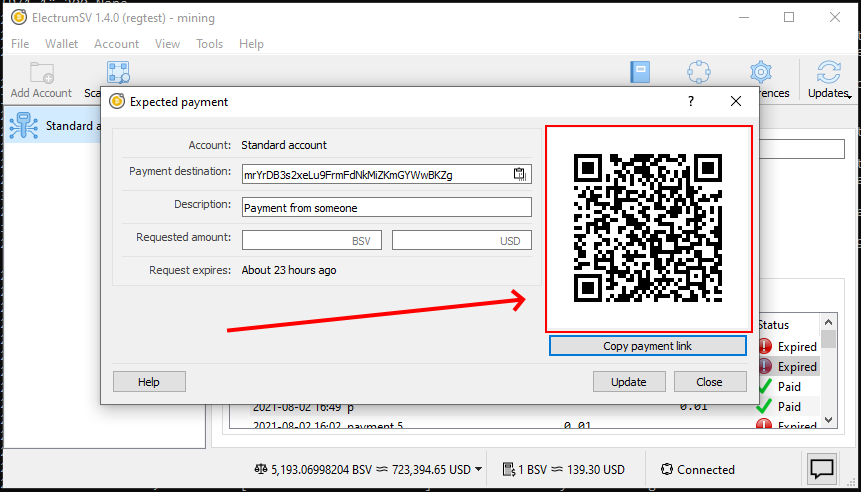 ElectrumSV 1.4.0 (regtest) - mining
File Wallet Account View Tools Help
Add Account Sca rences Updates
Standard a
Expected payment
Account: Standard account
Payment destination: mrYrDB3s2xeLu9FrmFdNkMiZKmGYWwBKZg
Description: Payment from someone
Requested amount: BSV USD
Request expires: About 23 hours ago
Copy payment link
Help Update Close
Status
Expired
Expired
Paid
2021-08-02 16:49 p 0.01 Paid
2021-08-02 16:02 payment 5 0.01 Expired
5,193.06998204 BSV ≈ 723,394.65 USD 1 BSV ≈ 139.30 USD Connected